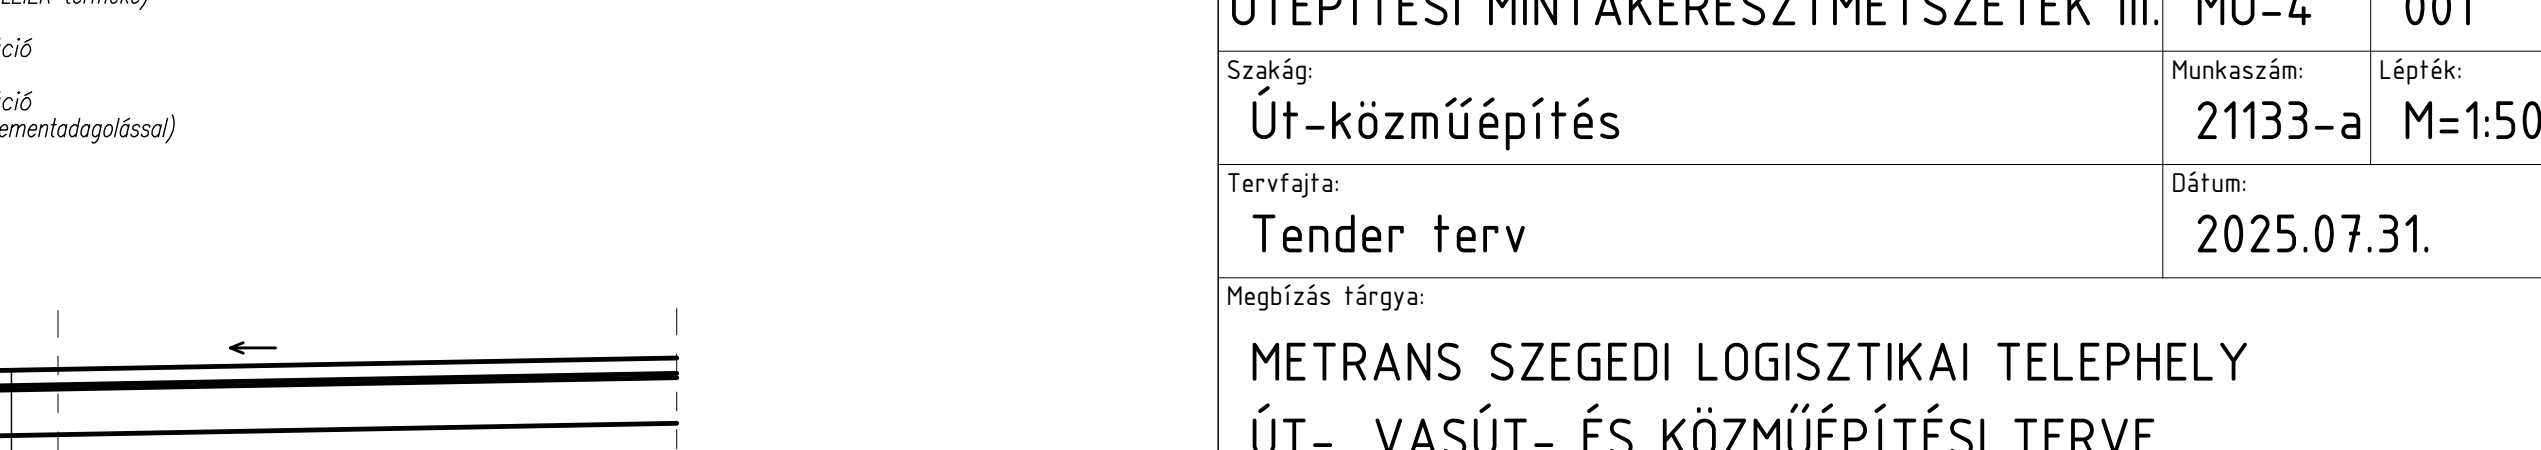 ció
ció
ementadagolással)
ÚTÉPÍTÉSI MINTAKERESZTMETSZETEK III.
MU-4
001
Szakág:
Munkaszám:
Lépték:
Út-közműépítés
21133-a
M=1:50
Tervfajta:
Dátum:
Tender terv
2025.07.31.
Megbízás tárgya:
METRANS SZEGEDI LOGISZTIKAI TELEPHELY
ÚT-, VASÚT- ÉS KÖZMŰÉPÍTÉSI TERVE